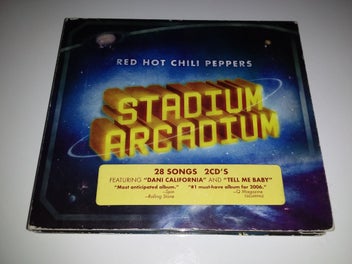 RED HOT CHILI PEPPERS
STADIUM
ARCADIUM
28 SONGS 2CD'S
FEATURING "DANI CALIFORNIA" AND "TELL ME BABY"
"Most anticipated album." "#1 must-have album for 2006."
–Spin –Q Magazine
–Rolling Stone